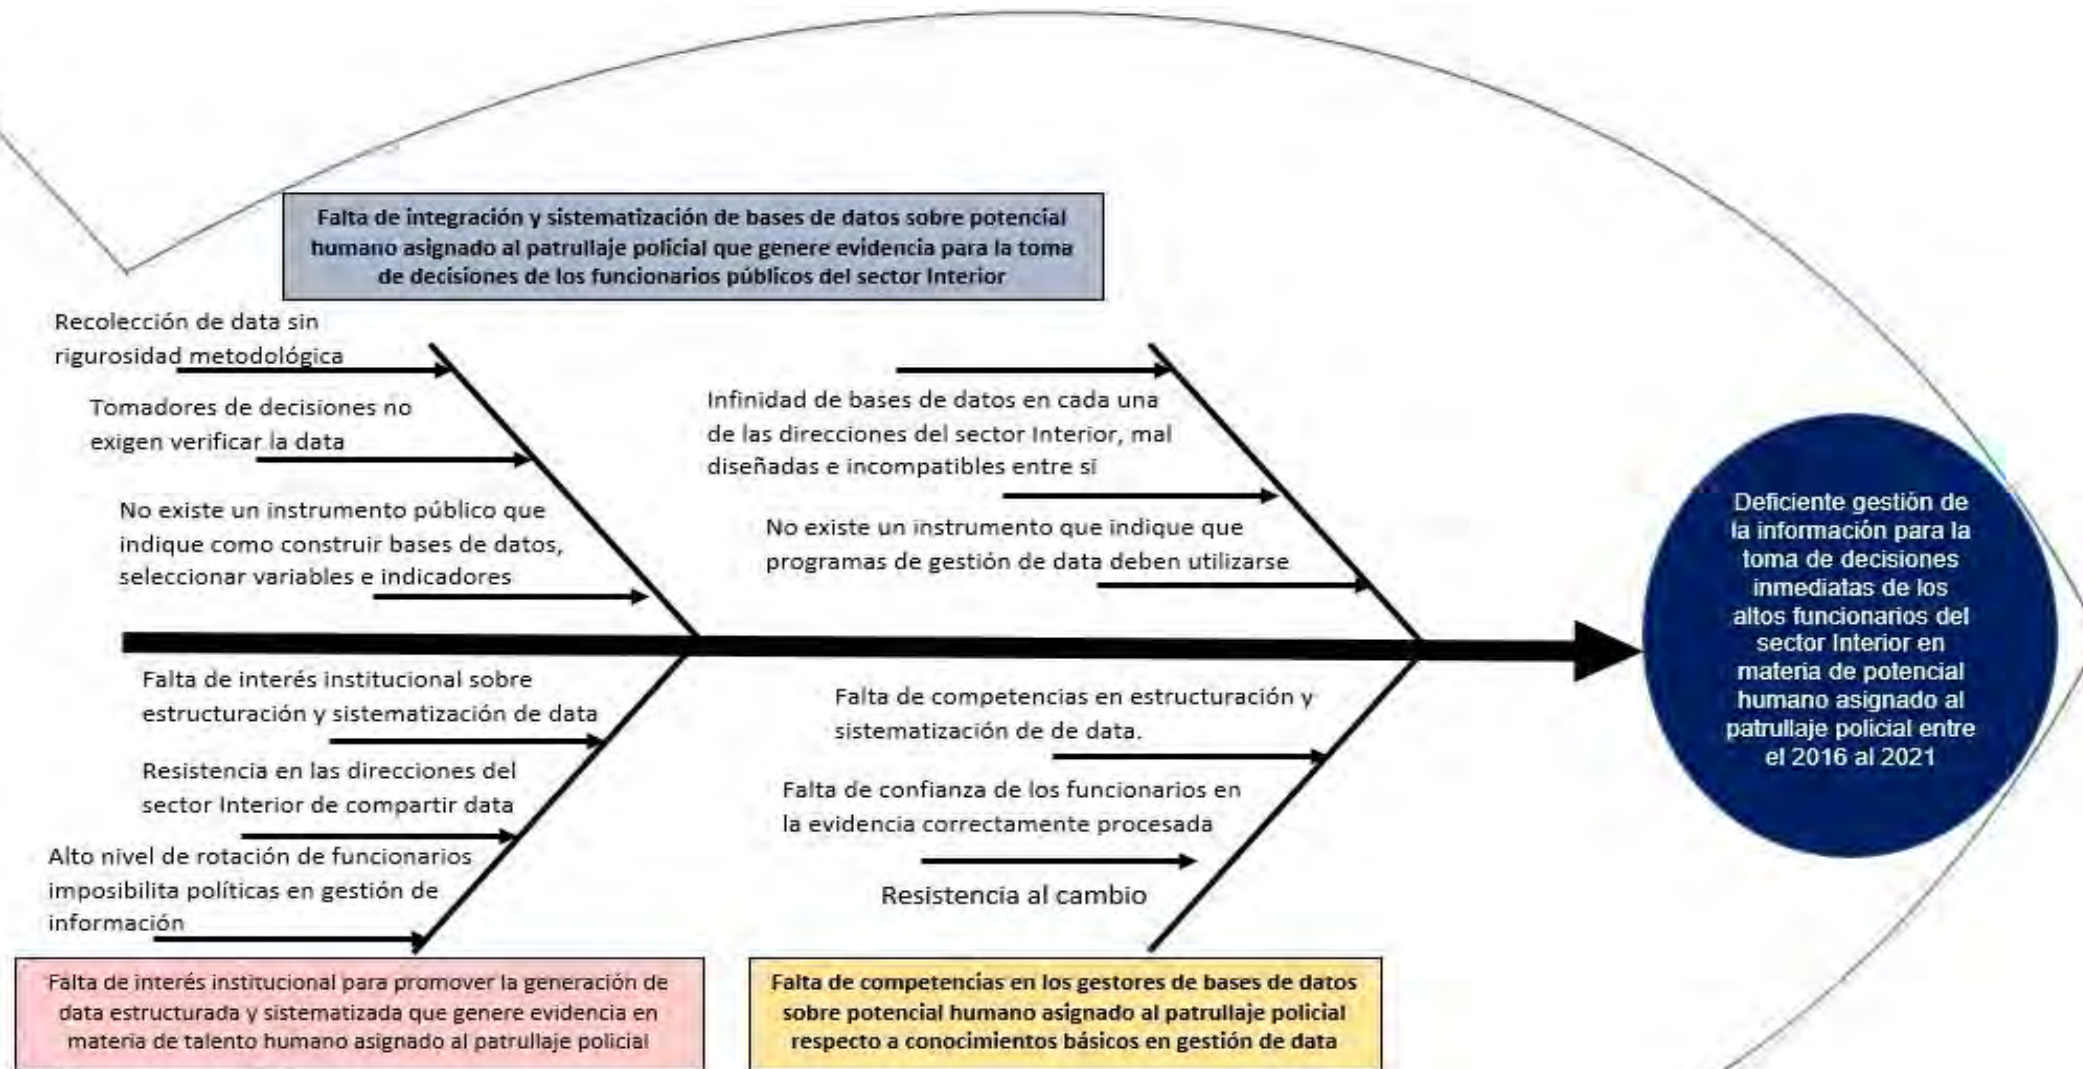 Falta de integración y sistematización de bases de datos sobre potencial
humano asignado al patrullaje policial que genere evidencia para la toma
de decisiones de los funcionarios públicos del sector Interior
Recolección de data sin
rigurosidad metodológica
Tomadores de decisiones no
exigen verificar la data
No existe un instrumento público que
indique como construir bases de datos,
seleccionar variables e indicadores
Infinidad de bases de datos en cada una
de las direcciones del sector Interior, mal
diseñadas e incompatibles entre si
No existe un instrumento que indique que
programas de gestión de data deben utilizarse
Deficiente gestión de
la información para la
toma de decisiones
inmediatas de los
altos funcionarios del
sector Interior en
materia de potencial
humano asignado al
patrullaje policial entre
el 2016 al 2021
Falta de interés institucional sobre
estructuración y sistematización de data
Resistencia en las direcciones del
sector Interior de compartir data
Alto nivel de rotación de funcionarios
imposibilita políticas en gestión de
información
Falta de competencias en estructuración y
sistematización de de data.
Falta de confianza de los funcionarios en
la evidencia correctamente procesada
Resistencia al cambio
Falta de interés institucional para promover la generación de
data estructurada y sistematizada que genere evidencia en
materia de talento humano asignado al patrullaje policial
Falta de competencias en los gestores de bases de datos
sobre potencial humano asignado al patrullaje policial
respecto a conocimientos básicos en gestión de data